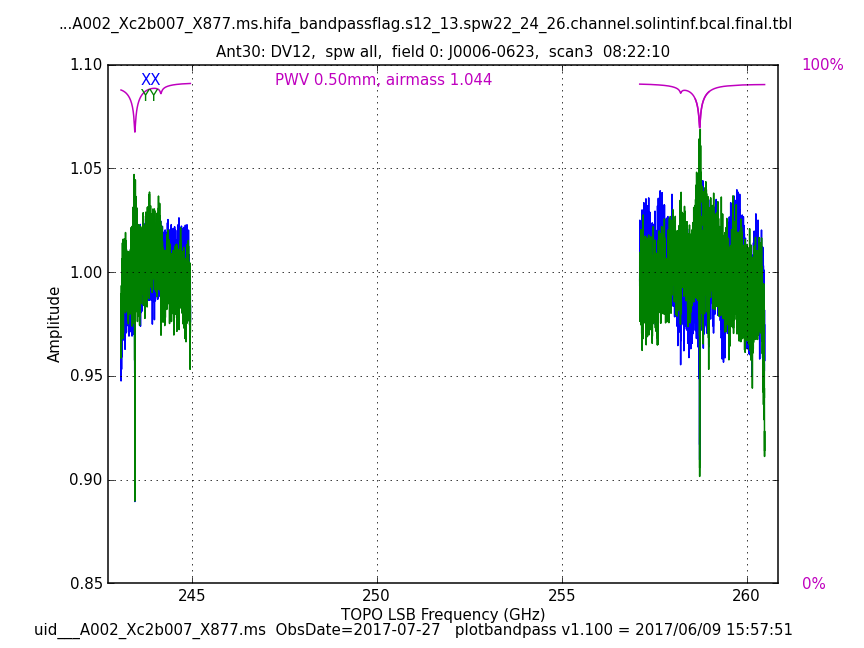 ...A002_Xc2b007_X877.ms.hifa_bandpassflag.s12_13.spw22_24_26.channel.solintinf.bcal.final.tbl
Ant30: DV12,  spw all,  field 0: J0006-0623,  scan3  08:22:10
1.10
100%
XX
PWV 0.50mm, airmass 1.044
YY
1.05
1.00
Amplitude
0.95
0.90
0.85
0%
245
250
255
260
TOPO LSB Frequency (GHz)
uid___A002_Xc2b007_X877.ms  ObsDate=2017-07-27   plotbandpass v1.100 = 2017/06/09 15:57:51